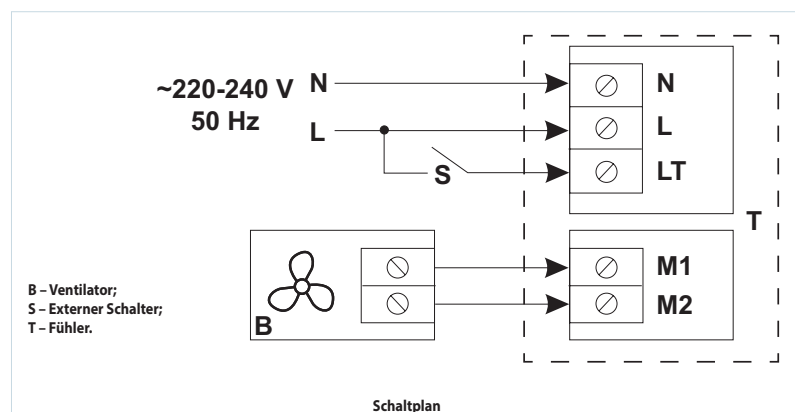 ~220-240 V
50 Hz
N
L
S
N
L
LT
T
M1
M2
B
B – Ventilator;
S – Externer Schalter;
T – Fühler.
Schaltplan